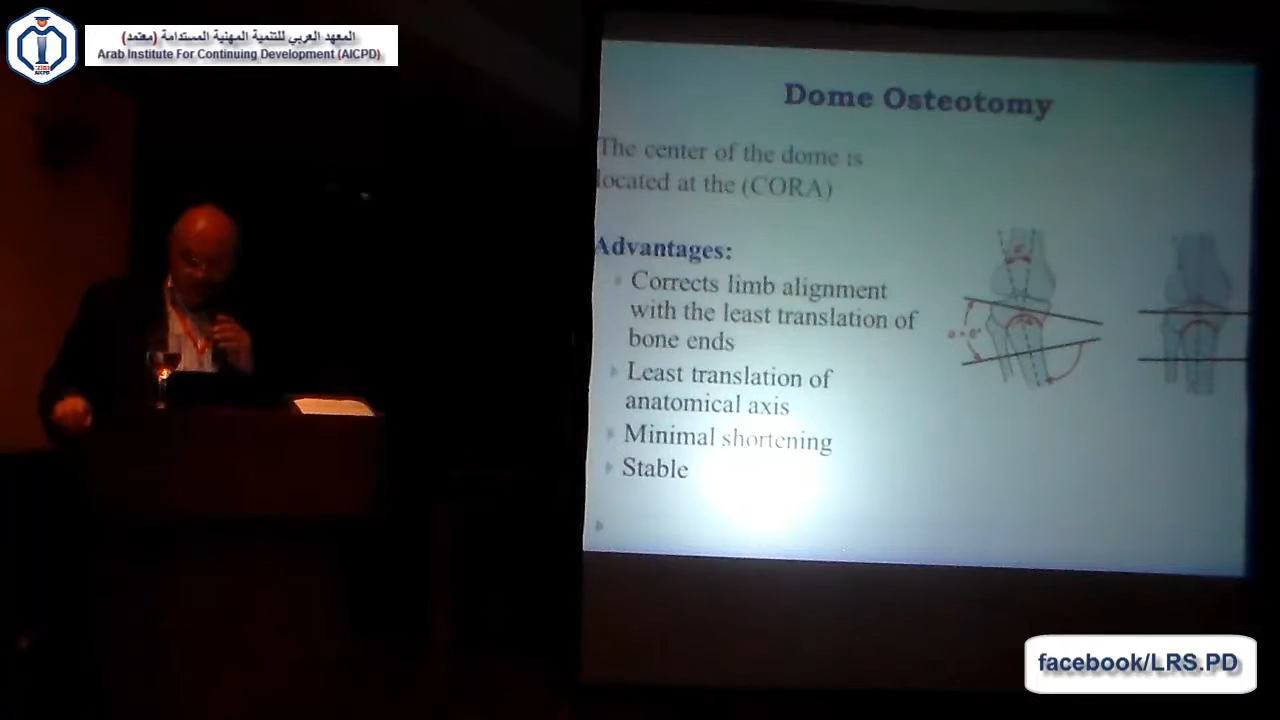 المعهد العربي للتنمية المهنية المستدامة (معتمد)
Arab Institute For Continuing Development (AICPD)
AICPD
Dome Osteotomy
The center of the dome is
located at the (CORA)
Advantages:
Corrects limb alignment
with the least translation of
bone ends
Least translation of
anatomical axis
Minimal shortening
Stable
facebook/LRS.PD